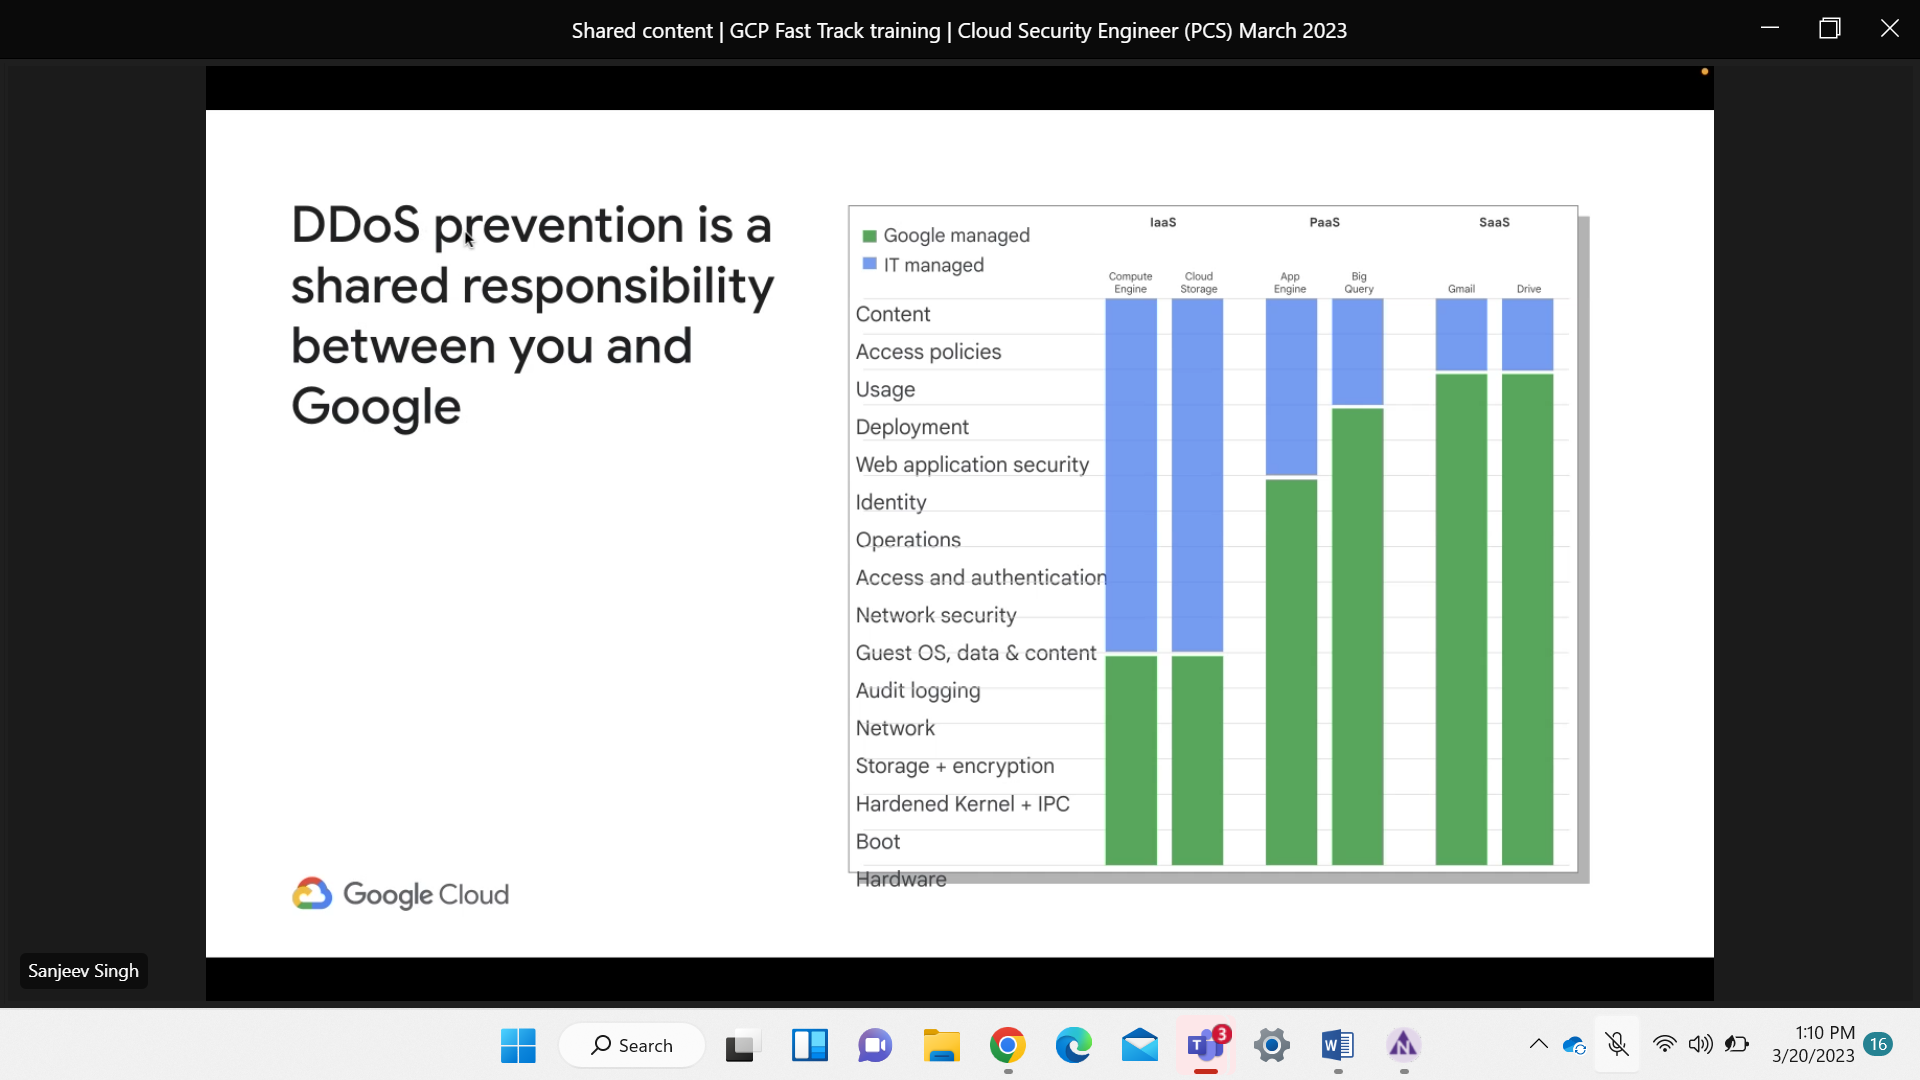 Shared content | GCP Fast Track training | Cloud Security Engineer (PCS) March 2023
DDoS prevention is a
shared responsibility
between you and
Google
Google managed
IT managed
IaaS
PaaS
SaaS
Compute
Engine
Cloud
Storage
App
Engine
Big
Query
Gmail
Drive
Content
Access policies
Usage
Deployment
Web application security
Identity
Operations
Access and authentication
Network security
Guest OS, data & content
Audit logging
Network
Storage + encryption
Hardened Kernel + IPC
Boot
Hardware
Google Cloud
Sanjeev Singh
Search
3
1:10 PM
3/20/2023
16